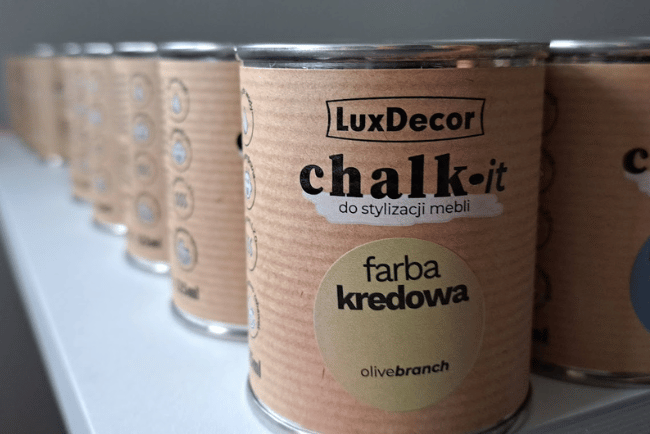 LuxDecor
chalk•it
do stylizacji mebli
farba
kredowa
olivebranch